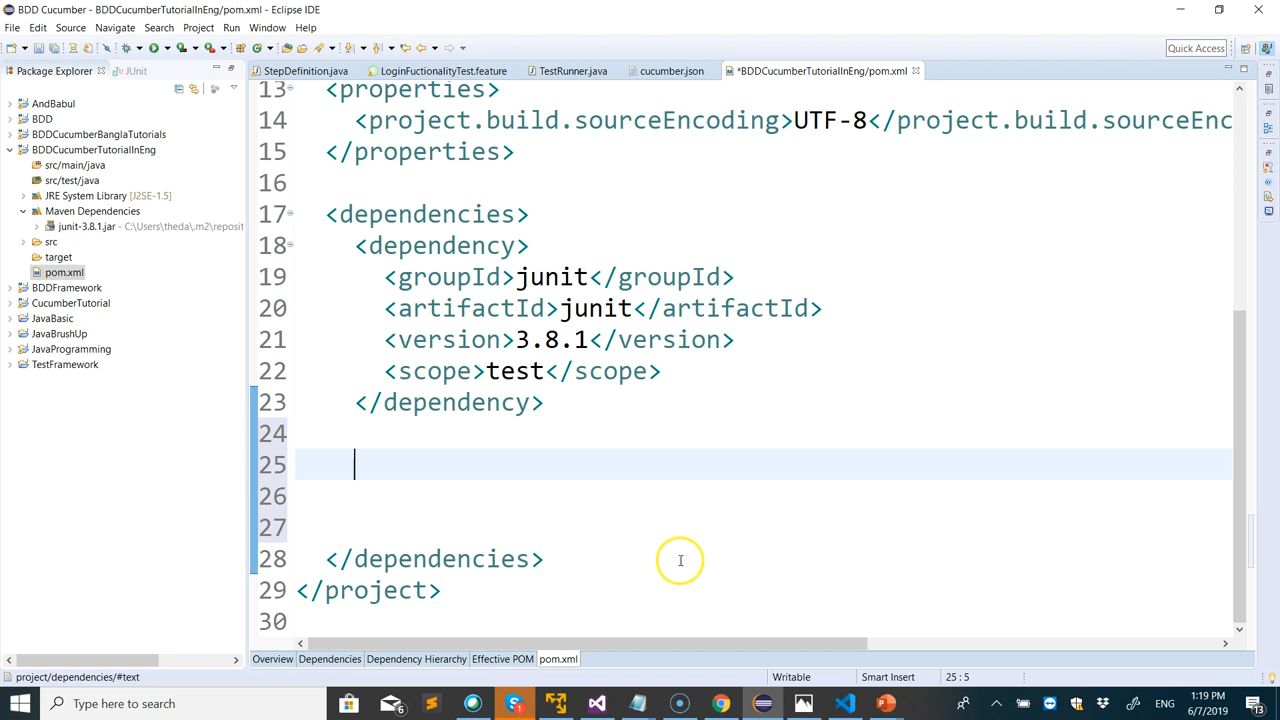 BDD Cucumber - BDDCucumberTutorialInEng/pom.xml - Eclipse IDE
File Edit Source Navigate Search Project Run Window Help
Quick Access
Package Explorer JUnit
StepDefinition.java LoginFuctionalityTest.feature TestRunner.java cucumber.json *BDDCucumberTutorialInEng/pom.xml
AndBabul
BDD
BDDCucumberBanglaTutorials
BDDCucumberTutorialInEng
src/main/java
src/test/java
JRE System Library [J2SE-1.5]
Maven Dependencies
junit-3.8.1.jar - C:\Users\theda\.m2\reposit
src
target
pom.xml
BDDFramework
CucumberTutorial
JavaBasic
JavaBrushUp
JavaProgramming
TestFramework
13 <properties>
14 <project.build.sourceEncoding>UTF-8</project.build.sourceEnc
15 </properties>
16
17 <dependencies>
18 <dependency>
19 <groupId>junit</groupId>
20 <artifactId>junit</artifactId>
21 <version>3.8.1</version>
22 <scope>test</scope>
23 </dependency>
24
25
26
27
28 </dependencies>
29 </project>
30
Overview Dependencies Dependency Hierarchy Effective POM pom.xml
project/dependencies/#text Writable Smart Insert 25 : 5
Type here to search
ENG
1:19 PM
6/7/2019